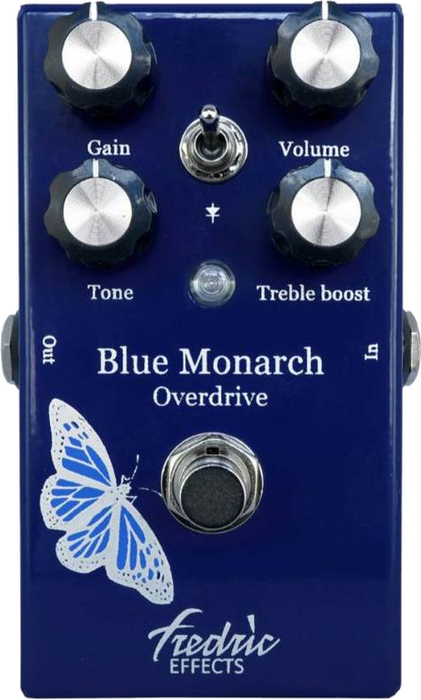 Gain
Volume
Tone
Treble boost
Out
In
Blue Monarch
Overdrive
fredric
EFFECTS